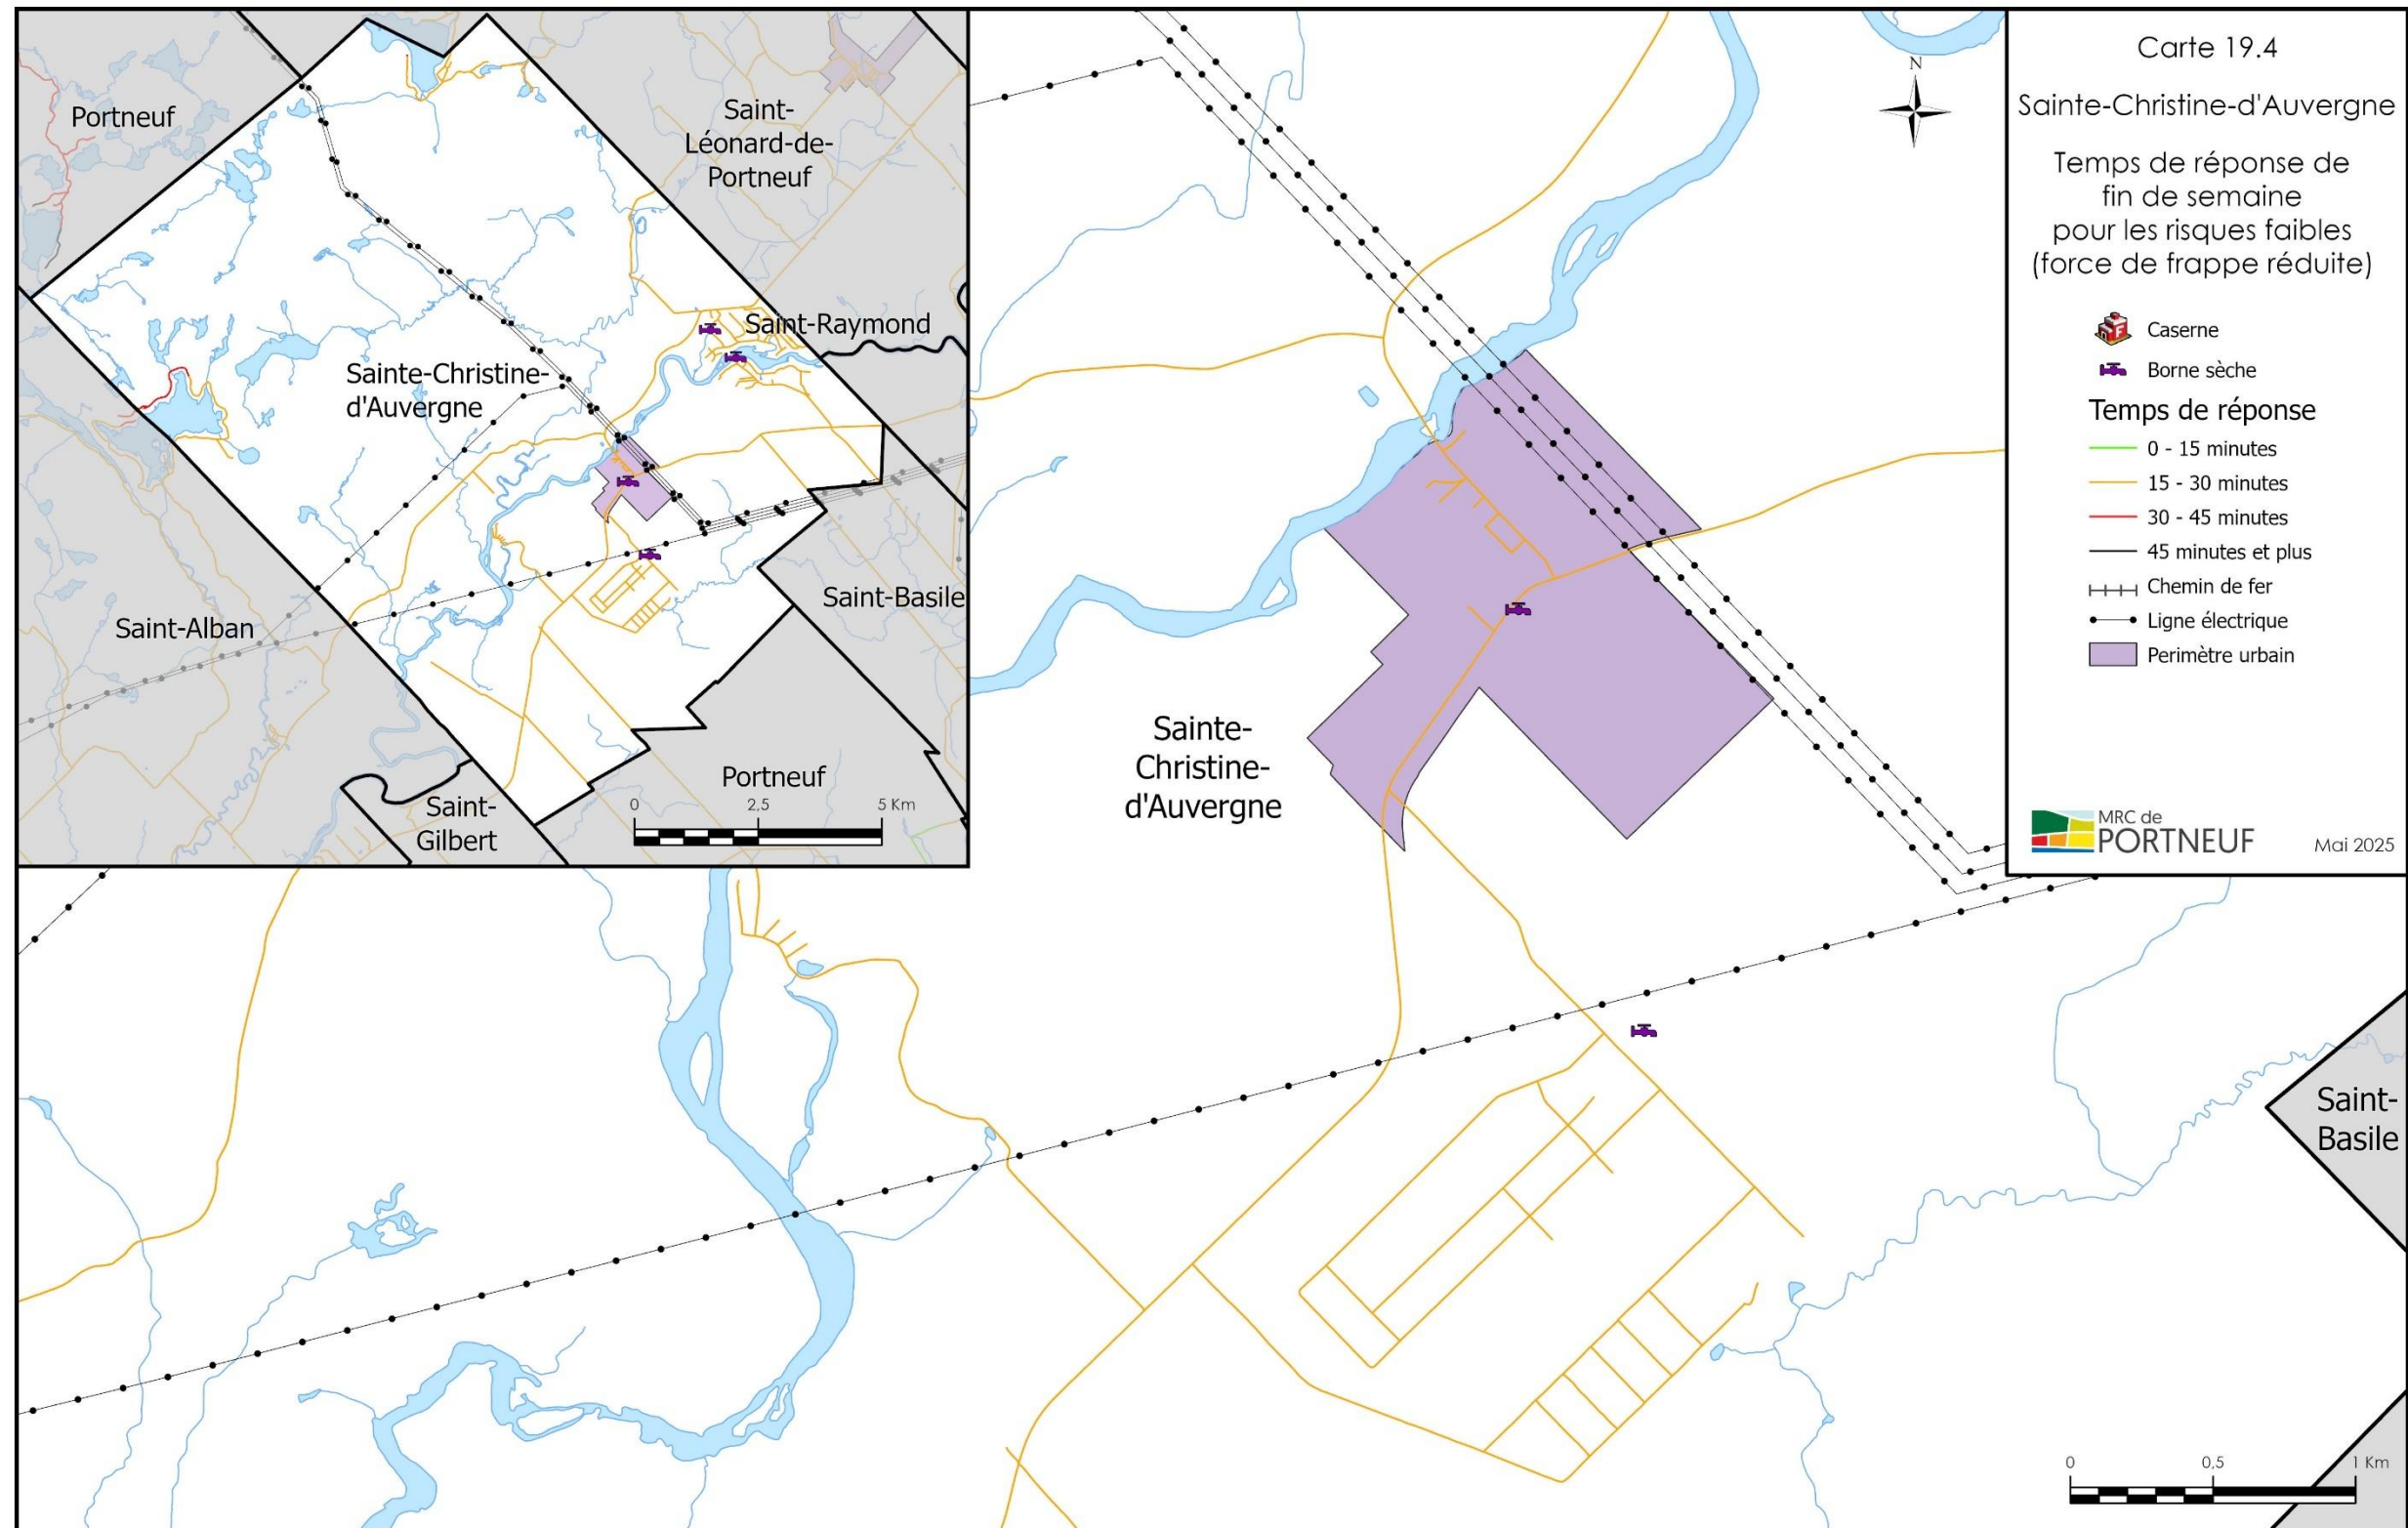 Carte 19.4
Sainte-Christine-d'Auvergne
Temps de réponse de
fin de semaine
pour les risques faibles
(force de frappe réduite)
Caserne
Borne sèche
Temps de réponse
0 - 15 minutes
15 - 30 minutes
30 - 45 minutes
45 minutes et plus
Chemin de fer
Ligne électrique
Perimètre urbain
MRC de
PORTNEUF
Mai 2025
N
Portneuf
Saint-
Léonard-de-
Portneuf
Saint-Raymond
Sainte-Christine-
d'Auvergne
Saint-Basile
Saint-Alban
Portneuf
Saint-
Gilbert
0 2,5 5 Km
Sainte-
Christine-
d'Auvergne
Saint-
Basile
0 0,5 1 Km